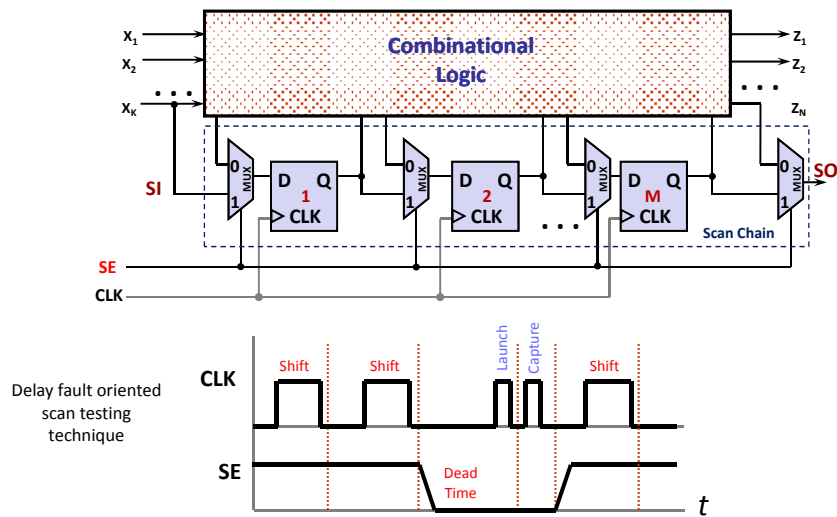 X1
X2
• • •
XK
Combinational
Logic
Z1
Z2
• • •
ZN
SI
0
1
MUX
D Q
1
CLK
0
1
MUX
D Q
2
CLK
• • •
0
1
MUX
D Q
M
CLK
0
1
MUX
SO
Scan Chain
SE
CLK
Delay fault oriented
scan testing
technique
CLK
Shift
Shift
Launch
Capture
Shift
SE
Dead
Time
t